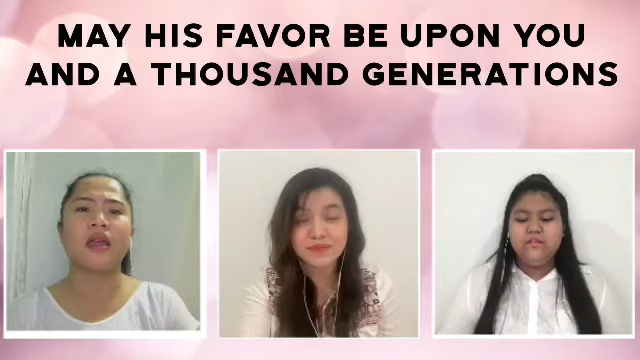 MAY HIS FAVOR BE UPON YOU
AND A THOUSAND GENERATIONS